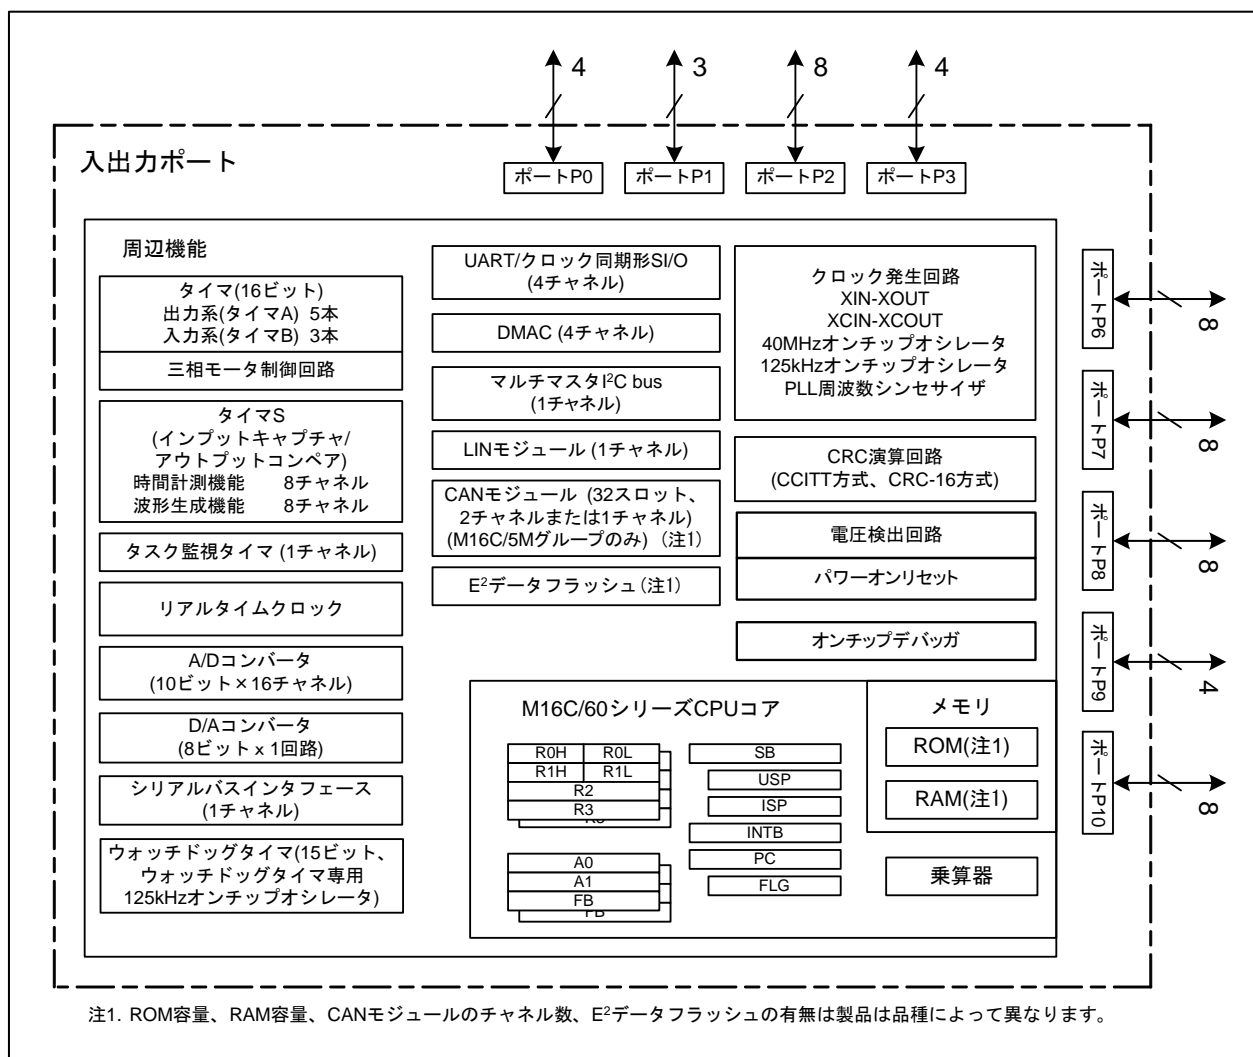 4
3
8
4
入出力ポート
ポートP0
ポートP1
ポートP2
ポートP3
周辺機能
タイマ(16ビット)
出力系(タイマA) 5本
入力系(タイマB) 3本
三相モータ制御回路
タイマS
(インプットキャプチャ/
アウトプットコンペア)
時間計測機能 8チャネル
波形生成機能 8チャネル
タスク監視タイマ (1チャネル)
リアルタイムクロック
A/Dコンバータ
(10ビット×16チャネル)
D/Aコンバータ
(8ビット x 1回路)
シリアルバスインタフェース
(1チャネル)
ウォッチドッグタイマ(15ビット、
ウォッチドッグタイマ専用
125kHzオンチップオシレータ)
UART/クロック同期形SI/O
(4チャネル)
DMAC (4チャネル)
マルチマスタI²C bus
(1チャネル)
LINモジュール (1チャネル)
CANモジュール (32スロット、
2チャネルまたは1チャネル)
(M16C/5Mグループのみ) (注1)
E²データフラッシュ(注1)
クロック発生回路
XIN-XOUT
XCIN-XCOUT
40MHzオンチップオシレータ
125kHzオンチップオシレータ
PLL周波数シンセサイザ
CRC演算回路
(CCITT方式、CRC-16方式)
電圧検出回路
パワーオンリセット
オンチップデバッガ
M16C/60シリーズCPUコア
R0H R0L
R1H R1L
R2
R3
R3
A0
A1
FB
FB
SB
USP
ISP
INTB
PC
FLG
メモリ
ROM(注1)
RAM(注1)
乗算器
ポートP6
8
ポートP7
8
ポートP8
8
ポートP9
4
ポートP10
8
注1. ROM容量、RAM容量、CANモジュールのチャネル数、E²データフラッシュの有無は製品は品種によって異なります。